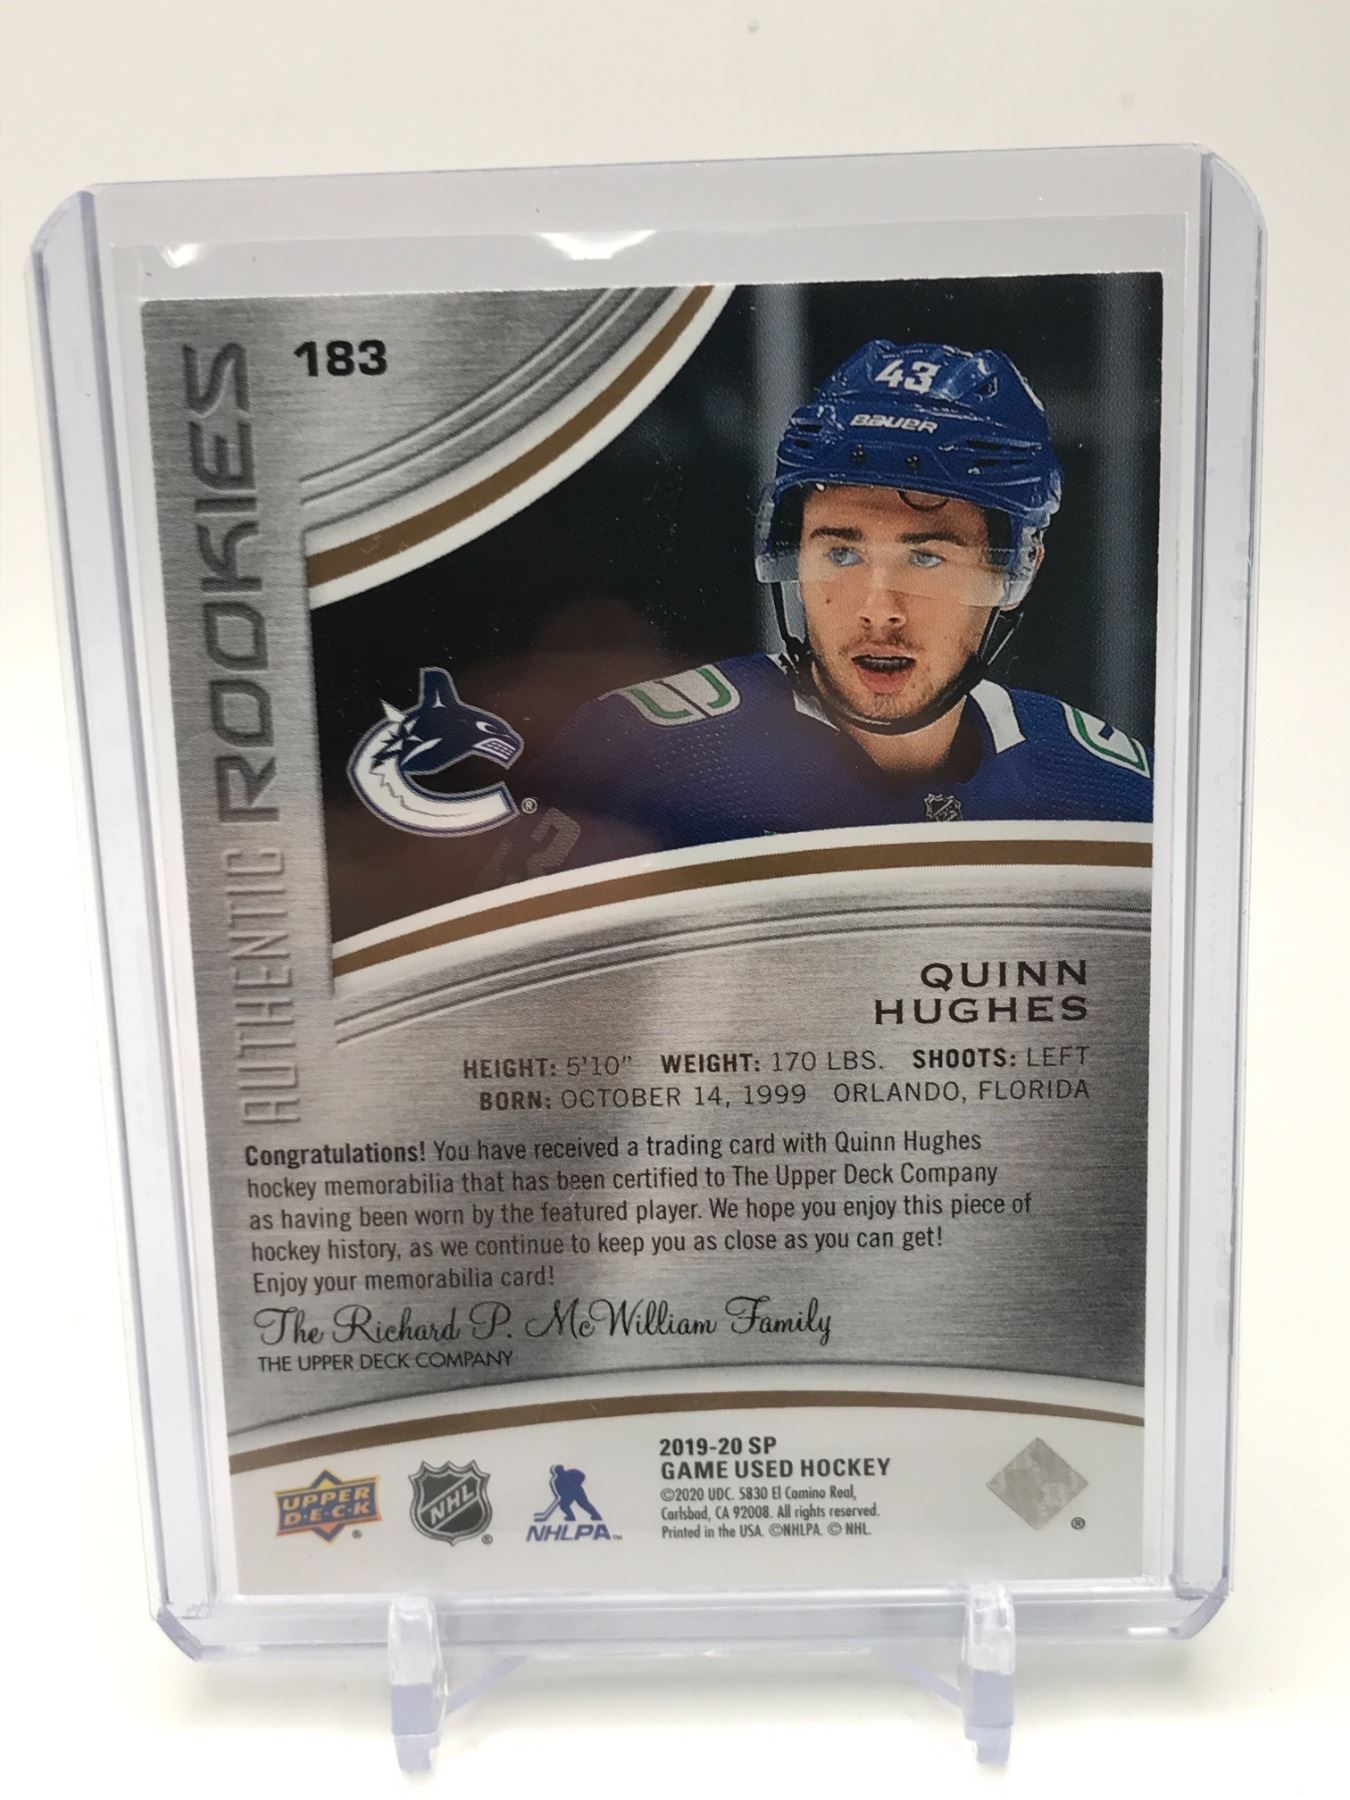 183
AUTHENTIC ROOKIES
43
BAUER
®
QUINN
HUGHES
HEIGHT: 5'10" WEIGHT: 170 LBS. SHOOTS: LEFT
BORN: OCTOBER 14, 1999 ORLANDO, FLORIDA
Congratulations! You have received a trading card with Quinn Hughes
hockey memorabilia that has been certified to The Upper Deck Company
as having been worn by the featured player. We hope you enjoy this piece of
hockey history, as we continue to keep you as close as you can get!
Enjoy your memorabilia card!
The Richard P. McWilliam Family
THE UPPER DECK COMPANY
UPPER
D·E·C·K
®
NHL
®
NHLPA™
2019-20 SP
GAME USED HOCKEY
©2020 UDC. 5830 El Camino Real,
Carlsbad, CA 92008. All rights reserved.
Printed in the USA. ©NHLPA. © NHL.
®